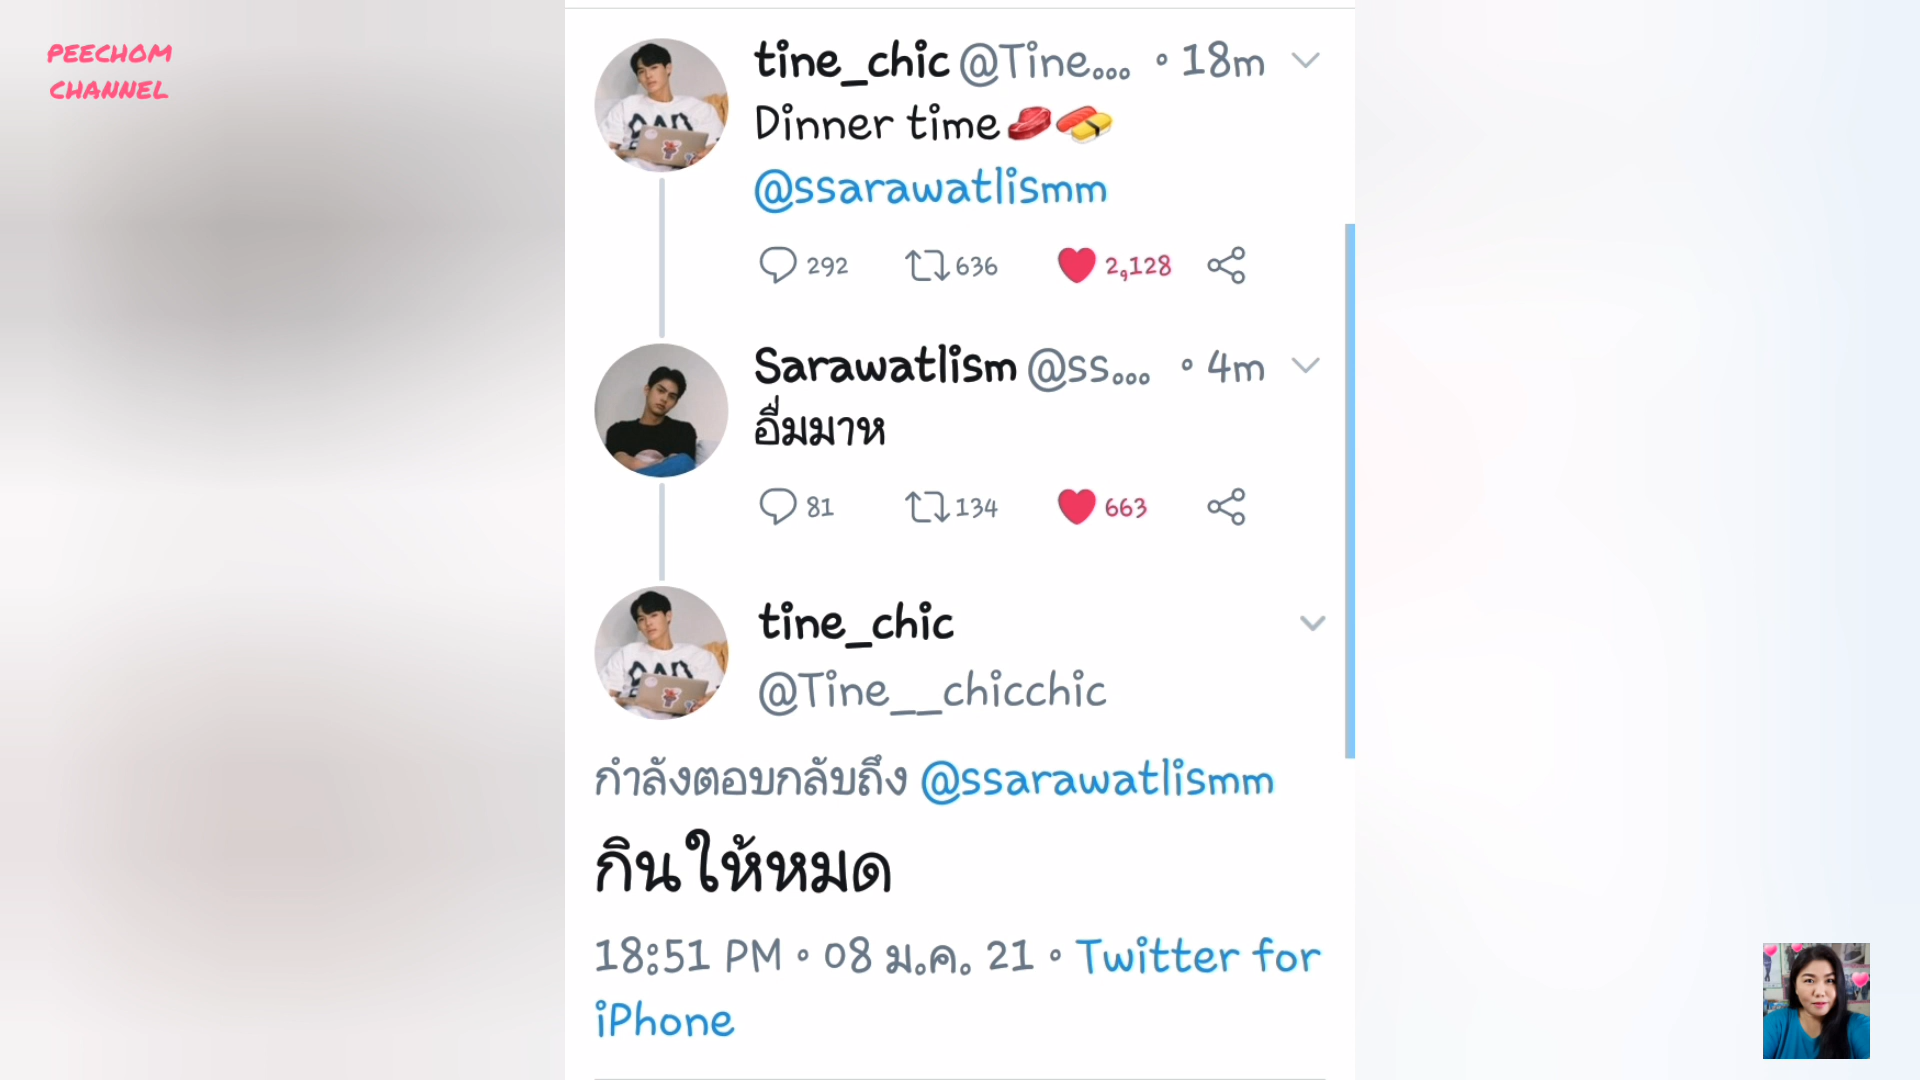 PEECHOM
CHANNEL
tine_chic @Tine... • 18m
Dinner time🥩🍣
@ssarawatlismm
292 636 2,128
Sarawatlism @ss... • 4m
อื่มมาห
81 134 663
tine_chic
@Tine__chicchic
กำลังตอบกลับถึง @ssarawatlismm
กินให้หมด
18:51 PM • 08 ม.ค. 21 • Twitter for
iPhone